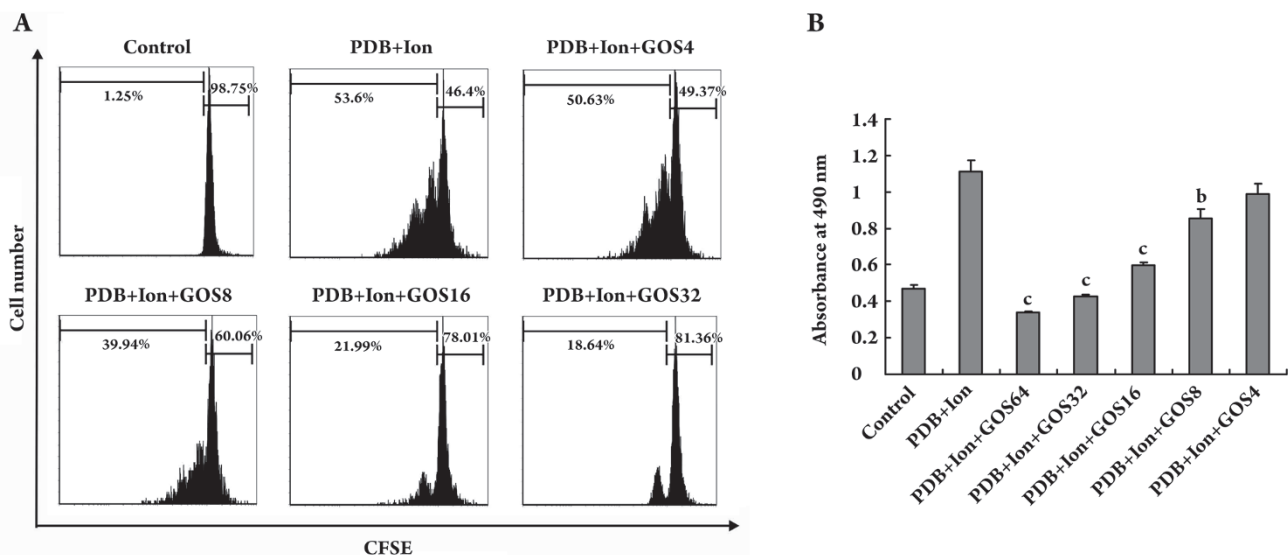 A
Control
PDB+Ion
PDB+Ion+GOS4
1.25%
98.75%
53.6%
46.4%
50.63%
49.37%
PDB+Ion+GOS8
PDB+Ion+GOS16
PDB+Ion+GOS32
39.94%
60.06%
21.99%
78.01%
18.64%
81.36%
Cell number
CFSE
B
Absorbance at 490 nm
1.4
1.2
1
0.8
0.6
0.4
0.2
0
c
c
c
b
Control
PDB+Ion
PDB+Ion+GOS64
PDB+Ion+GOS32
PDB+Ion+GOS16
PDB+Ion+GOS8
PDB+Ion+GOS4